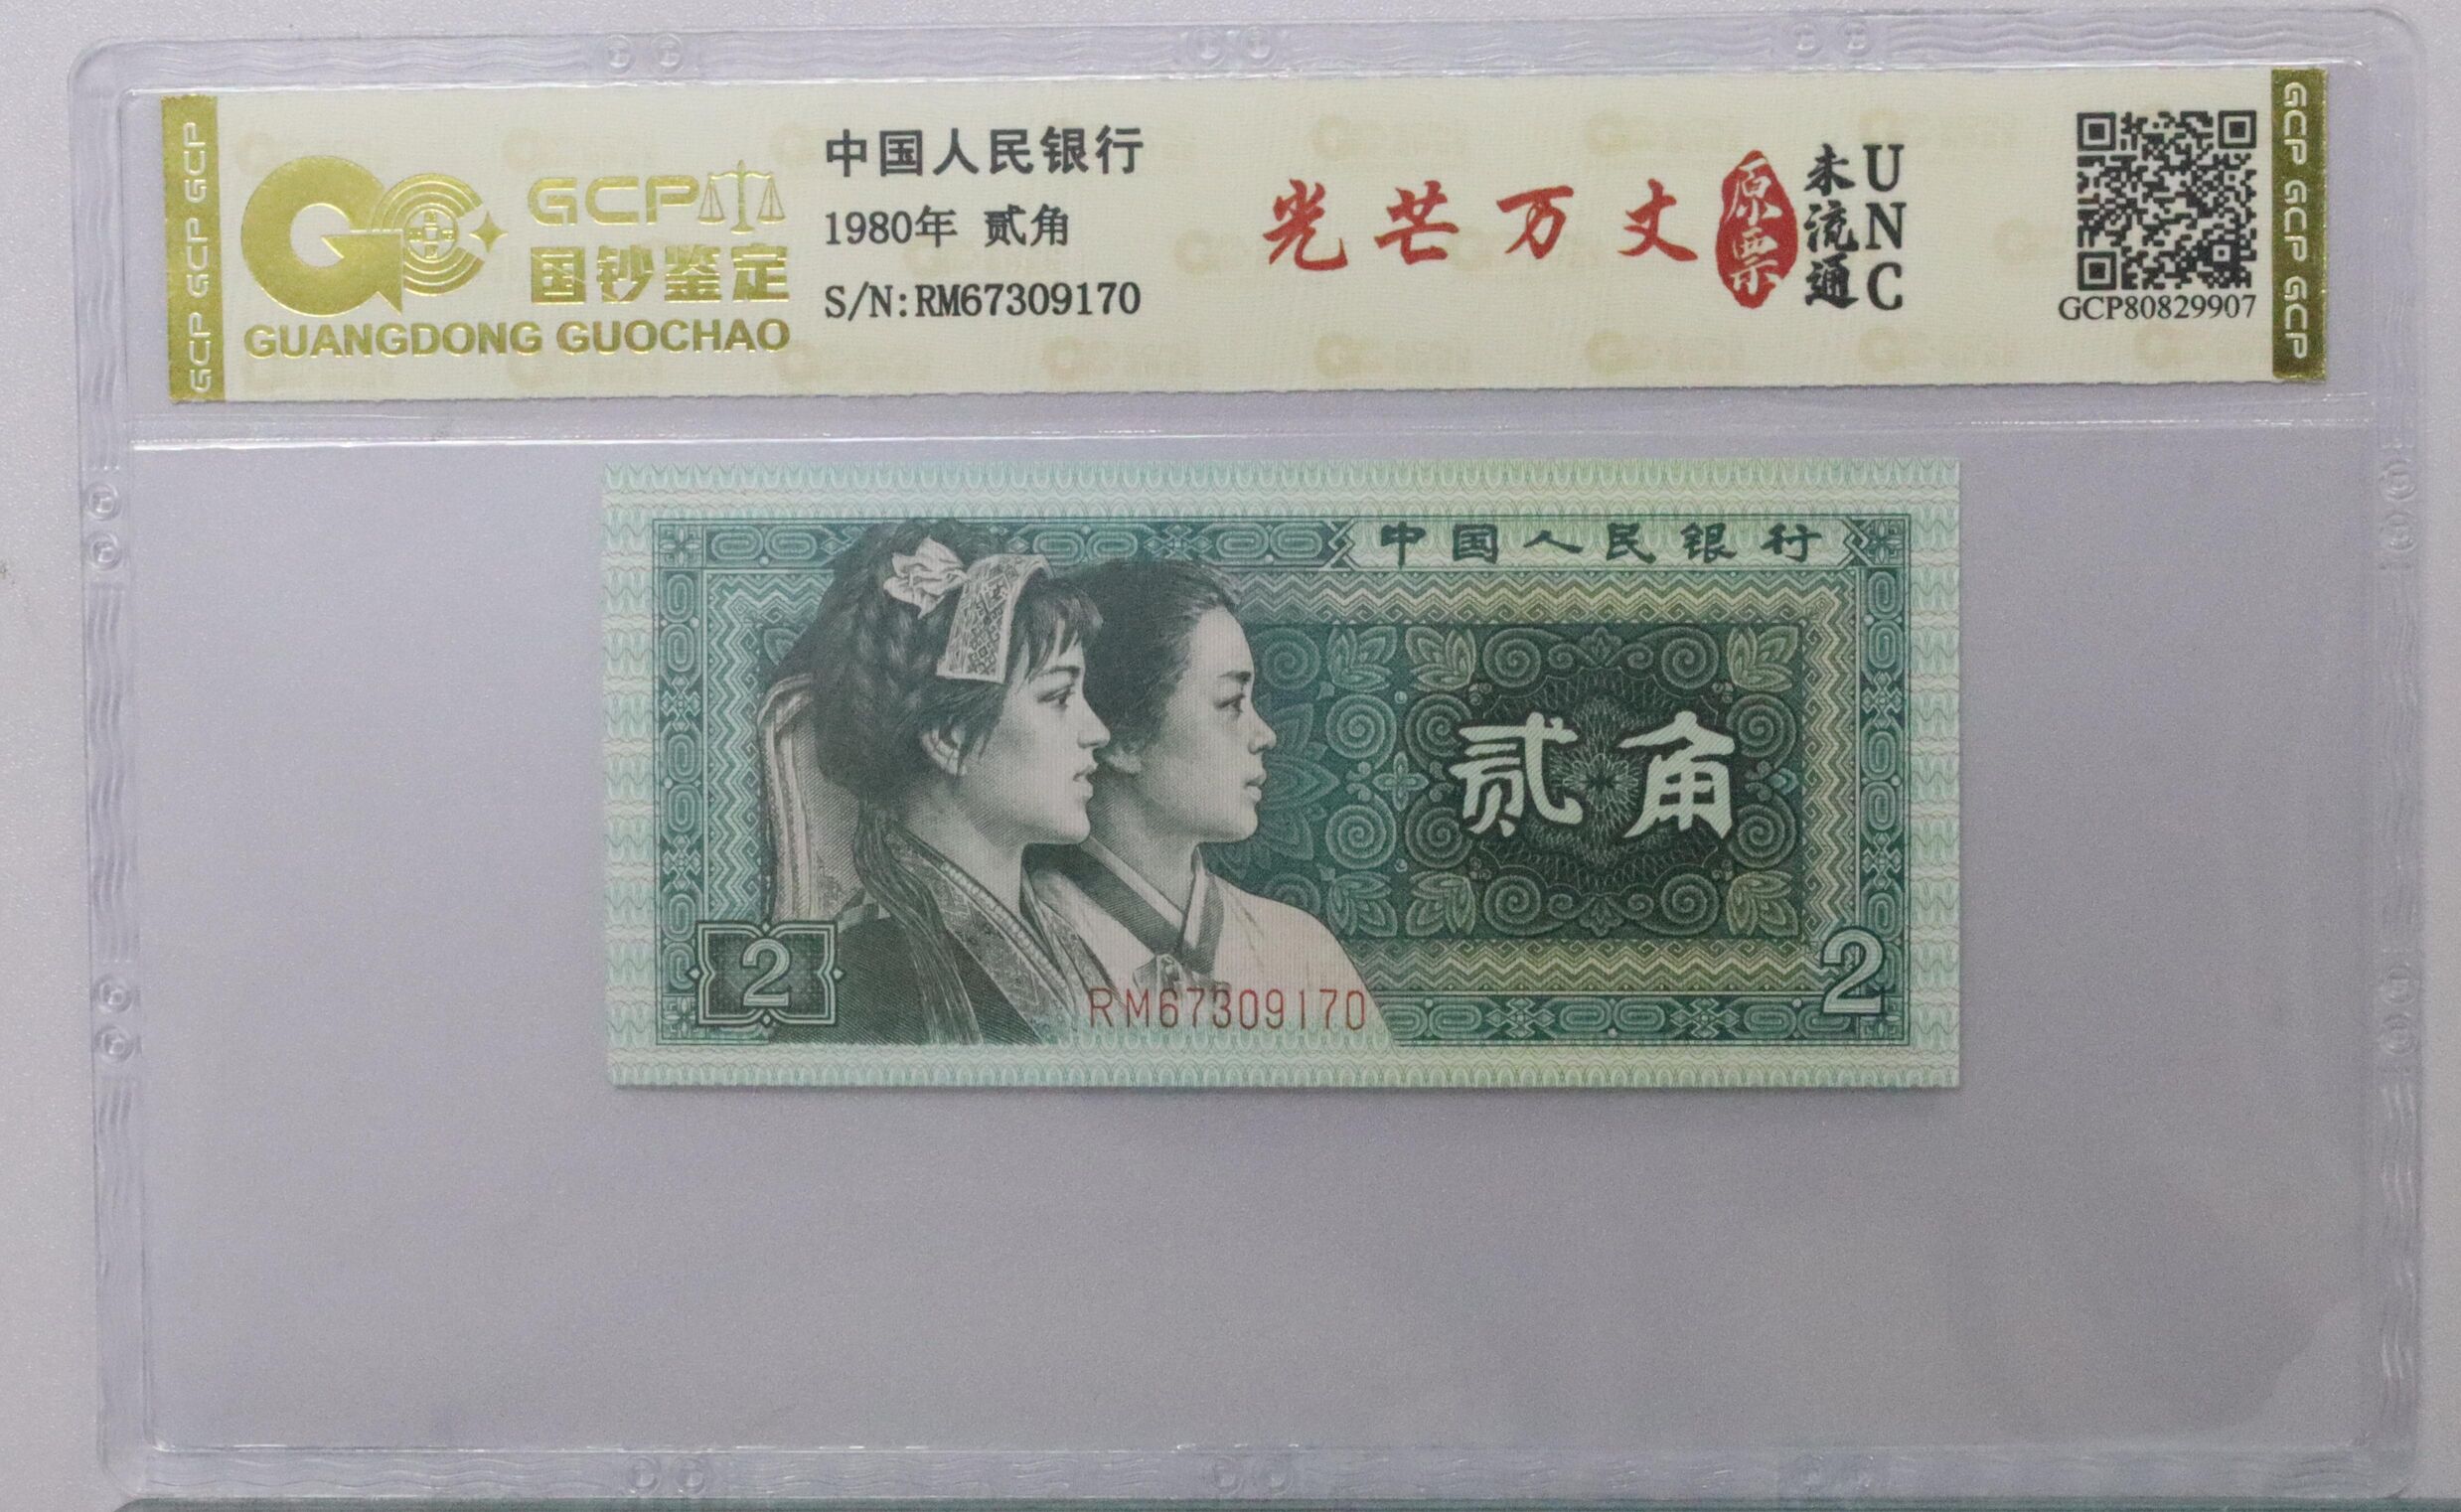 GCP GCP GCP
GCP
国钞鉴定
GUANGDONG GUOCHAO
中国人民银行
1980年 贰角
S/N:RM67309170
光芒万丈
原票
未流通
UNC
GCP80829907
GCP GCP GCP
中国人民银行
贰角
2
RM67309170
2